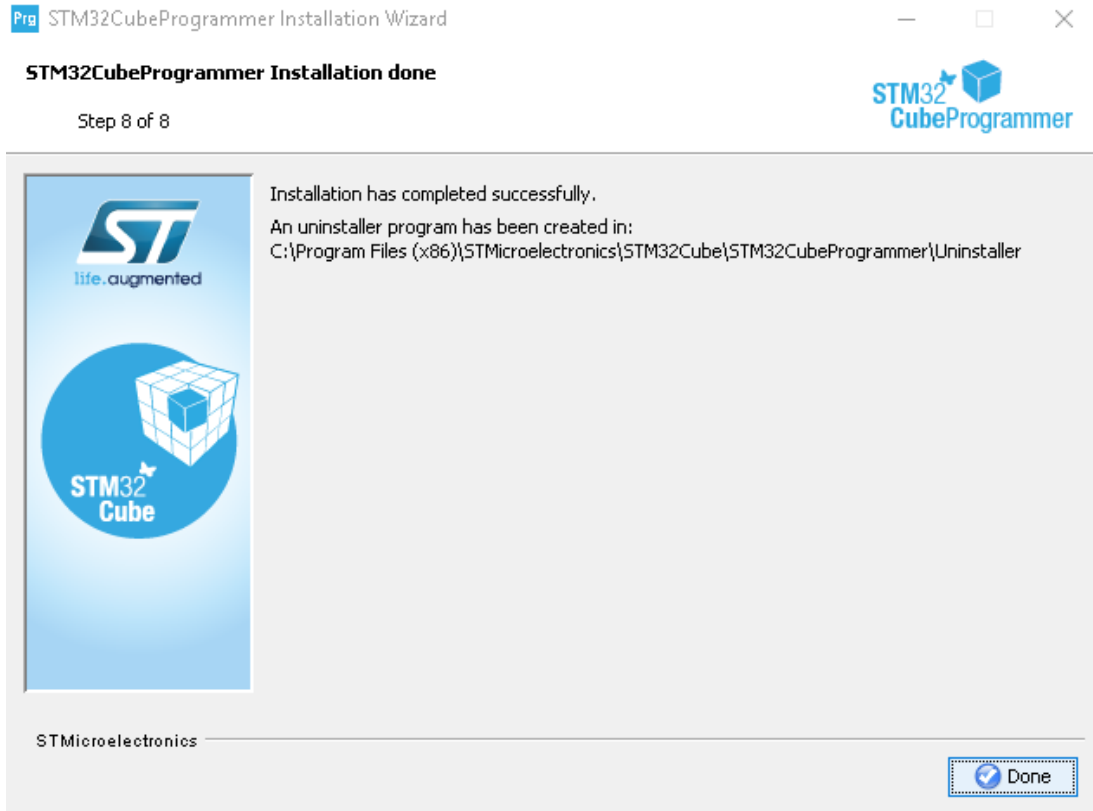 Prg STM32CubeProgrammer Installation Wizard
STM32CubeProgrammer Installation done
Step 8 of 8
STM32
CubeProgrammer
ST
life.augmented
Installation has completed successfully.
An uninstaller program has been created in:
C:\Program Files (x86)\STMicroelectronics\STM32Cube\STM32CubeProgrammer\Uninstaller
STM32
Cube
STMicroelectronics
Done